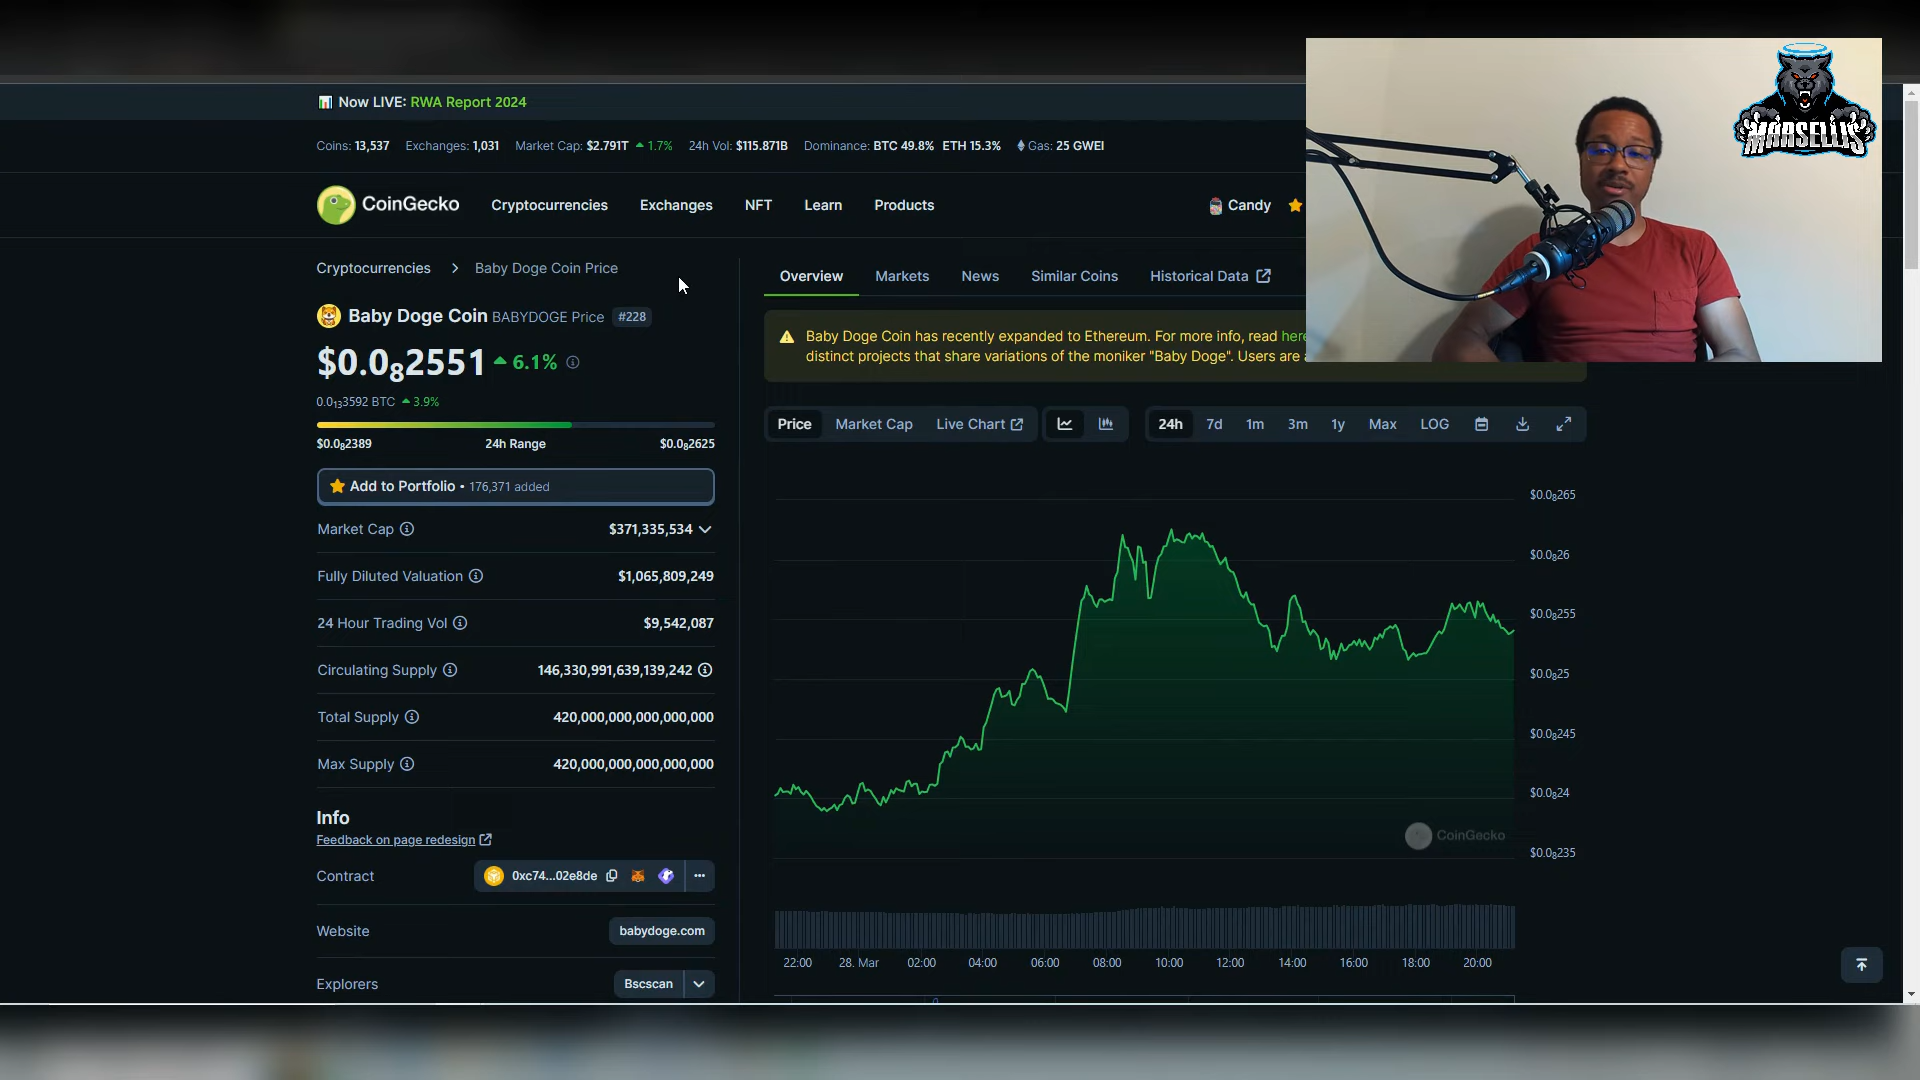 Now LIVE: RWA Report 2024
Coins: 13,537 Exchanges: 1,031 Market Cap: $2.791T 1.7% 24h Vol: $115.871B Dominance: BTC 49.8% ETH 15.3% Gas: 25 GWEI
MARSELLIS
CoinGecko Cryptocurrencies Exchanges NFT Learn Products Candy
Cryptocurrencies > Baby Doge Coin Price
Baby Doge Coin BABYDOGE Price #228
$0.0₈2551 6.1%
0.0₁₃3592 BTC 3.9%
$0.0₈2389 24h Range $0.0₈2625
Add to Portfolio • 176,371 added
Market Cap $371,335,534
Fully Diluted Valuation $1,065,809,249
24 Hour Trading Vol $9,542,087
Circulating Supply 146,330,991,639,139,242
Total Supply 420,000,000,000,000,000
Max Supply 420,000,000,000,000,000
Info
Feedback on page redesign
Contract 0xc74...02e8de
Website babydoge.com
Explorers Bscscan
Overview Markets News Similar Coins Historical Data
Baby Doge Coin has recently expanded to Ethereum. For more info, read here
distinct projects that share variations of the moniker "Baby Doge". Users are
Price Market Cap Live Chart 24h 7d 1m 3m 1y Max LOG
$0.0₈265
$0.0₈26
$0.0₈255
$0.0₈25
$0.0₈245
$0.0₈24
$0.0₈235
CoinGecko
22:00 28. Mar 02:00 04:00 06:00 08:00 10:00 12:00 14:00 16:00 18:00 20:00